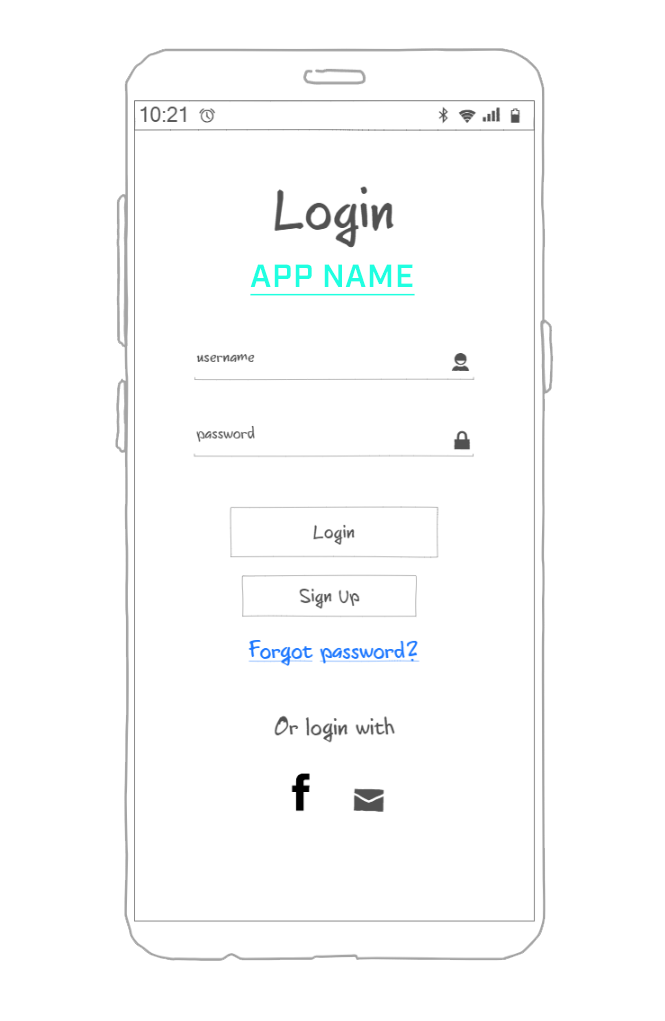 10:21
Login
APP NAME
username
password
Login
Sign Up
Forgot password?
Or login with
f